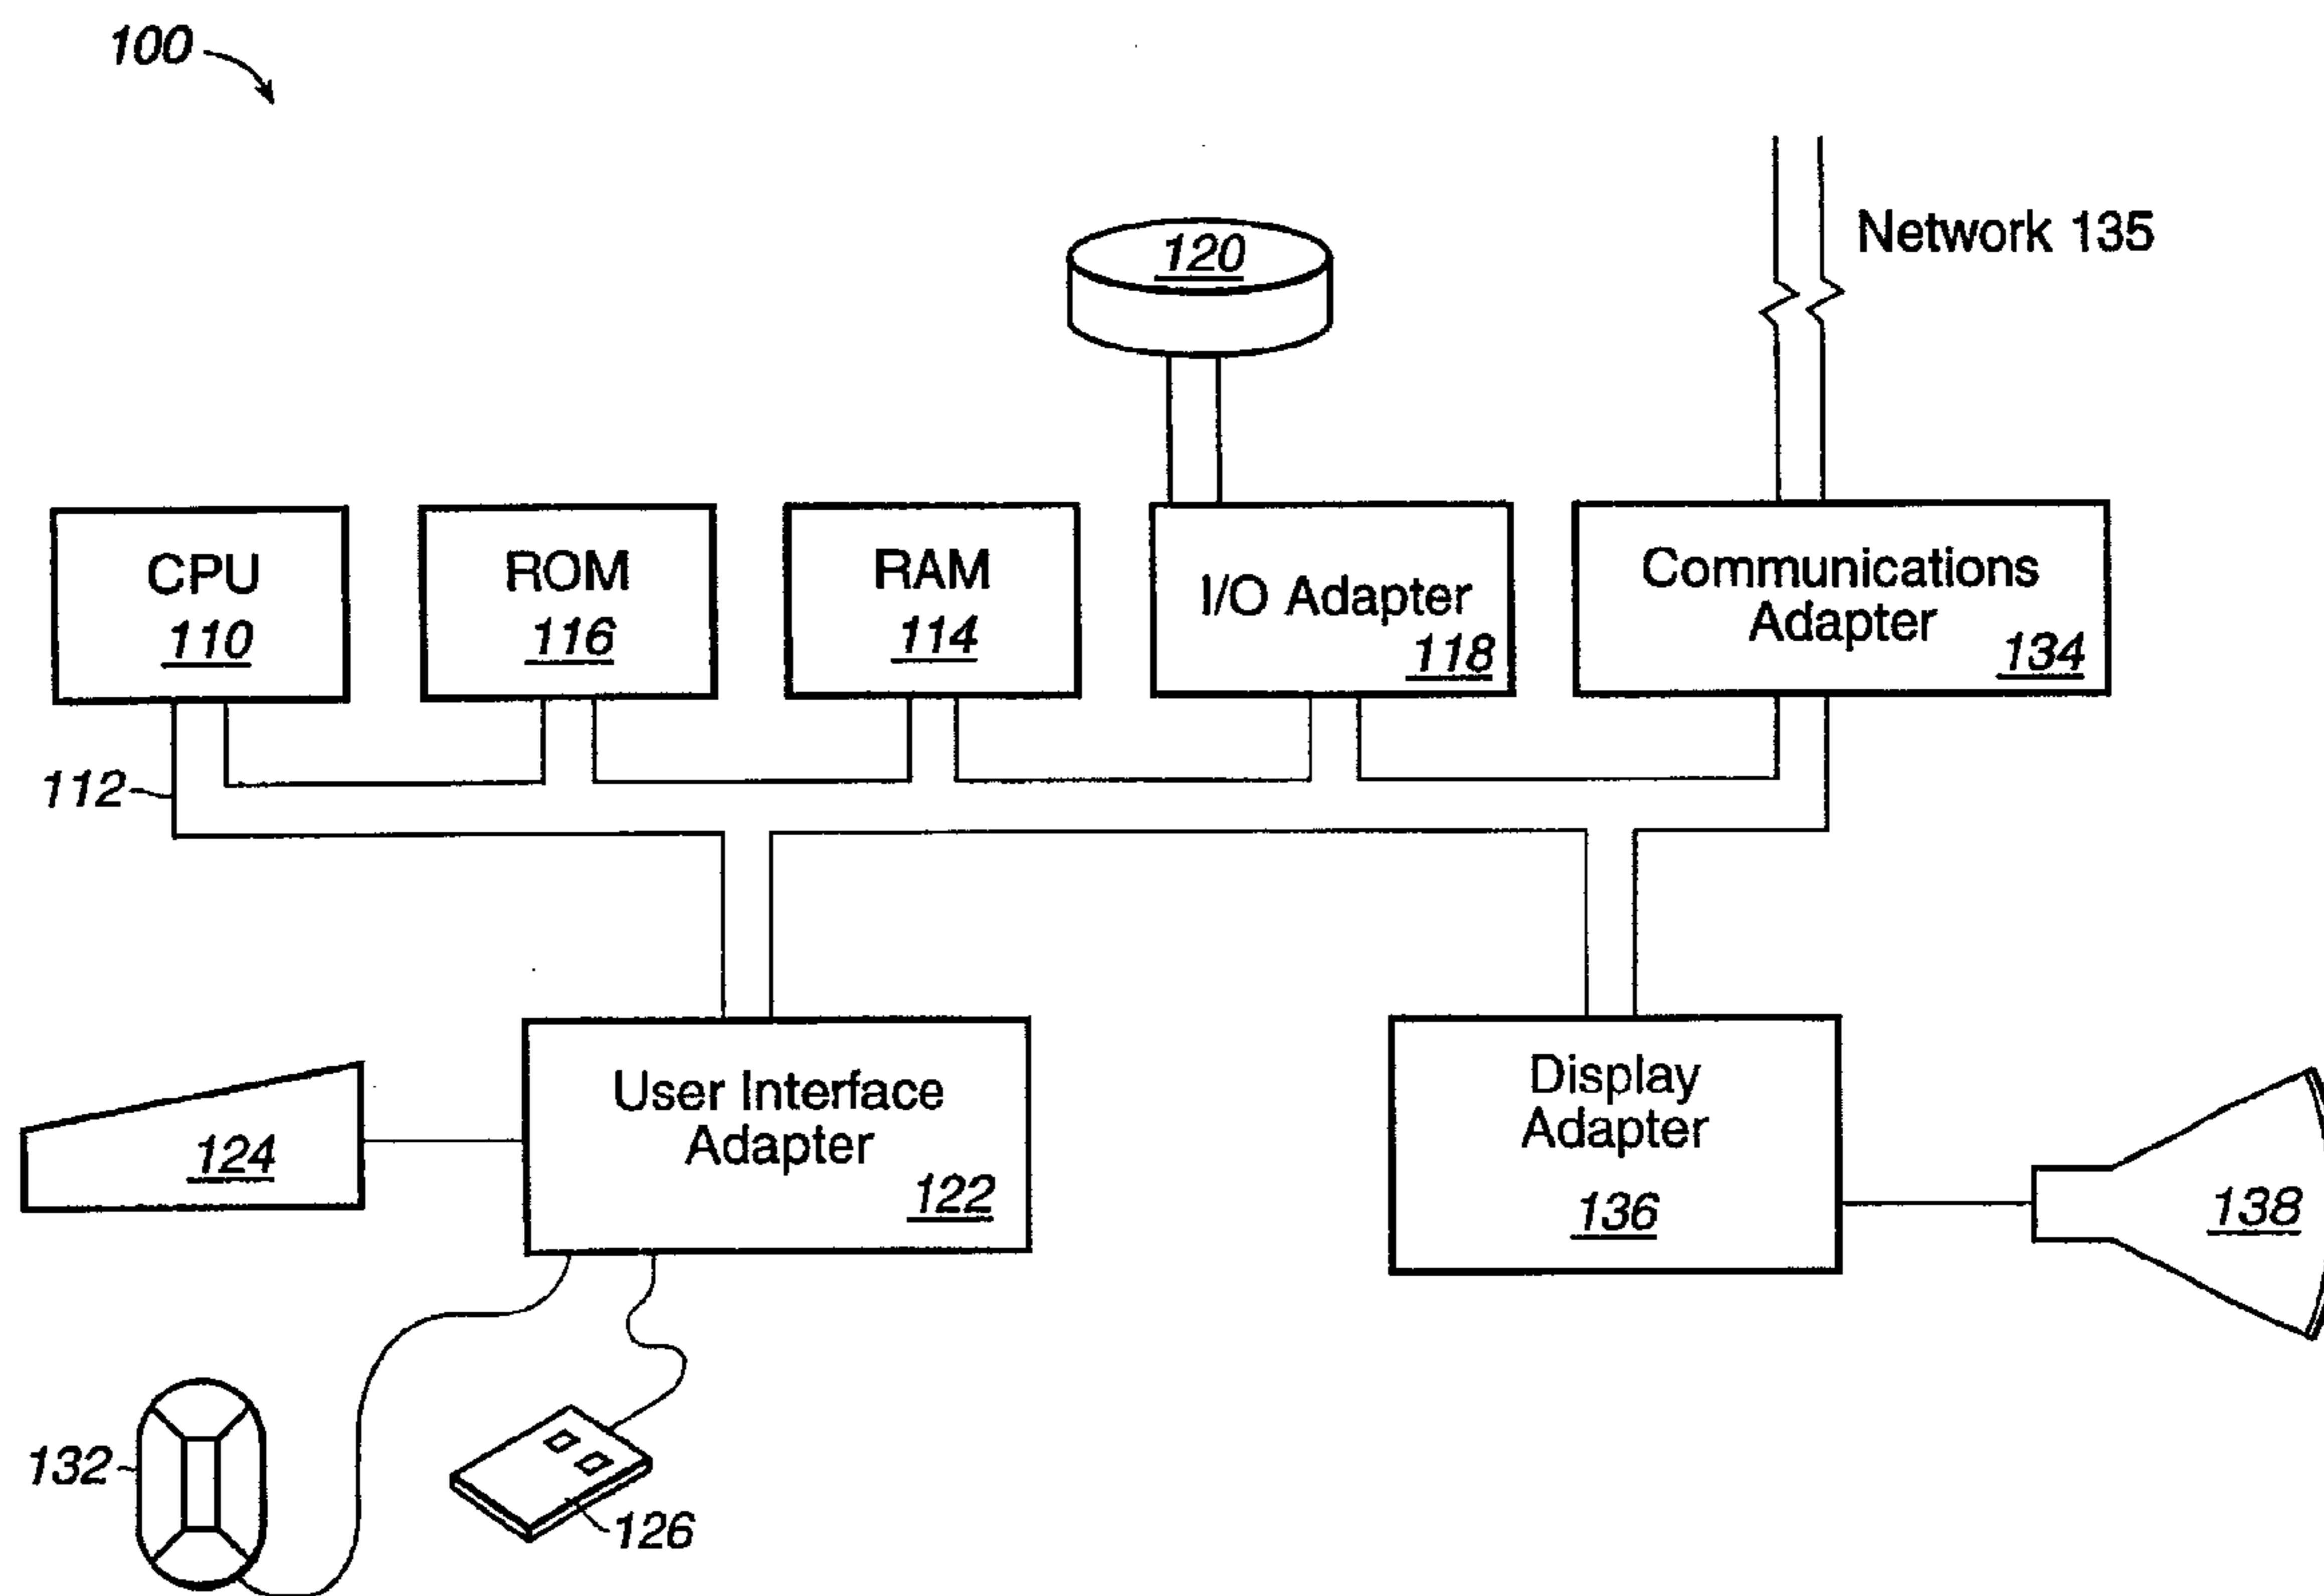 100
Network 135
120
CPU
110
ROM
116
RAM
114
I/O Adapter
118
Communications
Adapter
134
112
User Interface
Adapter
122
Display
Adapter
136
124
138
132
126